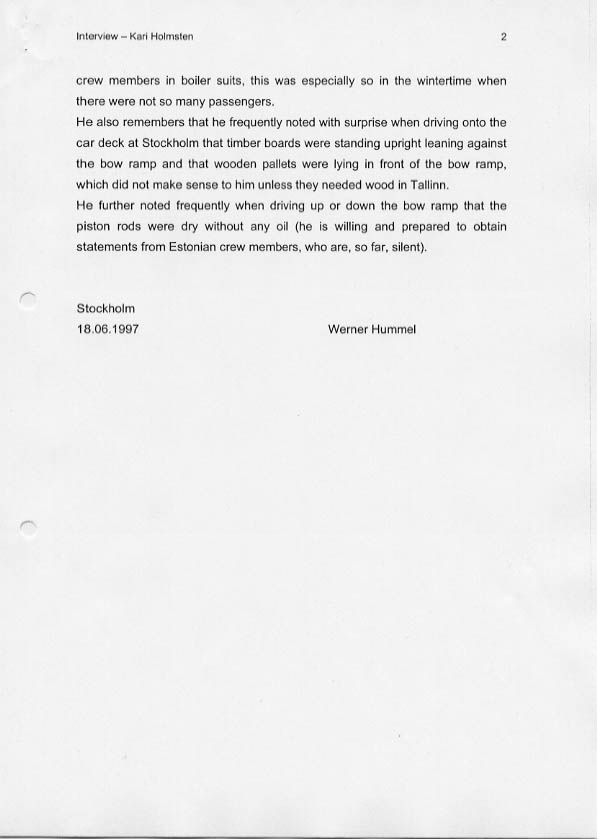 Interview – Kari Holmsten 2
crew members in boiler suits, this was especially so in the wintertime when
there were not so many passengers.
He also remembers that he frequently noted with surprise when driving onto the
car deck at Stockholm that timber boards were standing upright leaning against
the bow ramp and that wooden pallets were lying in front of the bow ramp,
which did not make sense to him unless they needed wood in Tallinn.
He further noted frequently when driving up or down the bow ramp that the
piston rods were dry without any oil (he is willing and prepared to obtain
statements from Estonian crew members, who are, so far, silent).
Stockholm
18.06.1997 Werner Hummel